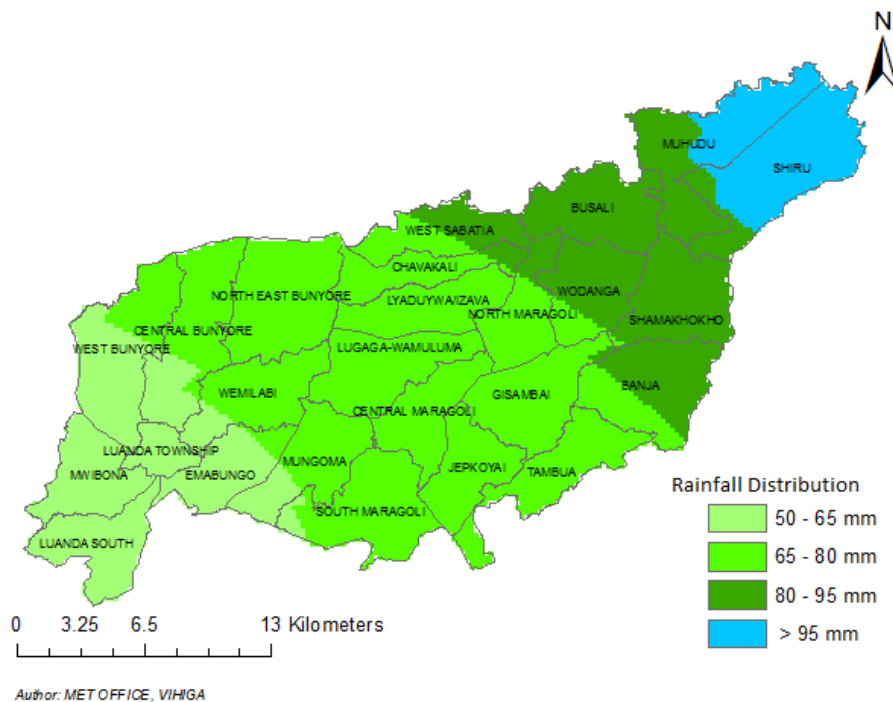 N
MUHUDU
SHIRU
BUSALI
WEST SABATIA
CHAVAKALI
WODANGA
NORTH EAST BUNYORE
LYADUYWA/IZAVA
NORTH MARAGOLI
SHAMAKHOKHO
CENTRAL BUNYORE
WEST BUNYORE
LUGAGA-WAMULUMA
BANJA
WEMILABI
GISAMBAI
CENTRAL MARAGOLI
LUANDA TOWNSHIP
MUNGOMA
JEPKOYAI
TAMBUA
MWIBONA
EMABUNGO
SOUTH MARAGOLI
LUANDA SOUTH
Rainfall Distribution
50 - 65 mm
65 - 80 mm
80 - 95 mm
> 95 mm
0 3.25 6.5 13 Kilometers
Author: MET OFFICE, VIHIGA